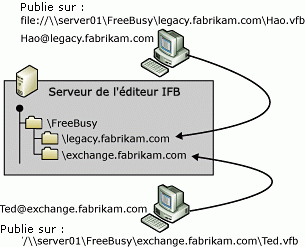 Publie sur :
file://\\server01\FreeBusy\legacy.fabrikam.com\Hao.vfb
Hao@legacy.fabrikam.com
Serveur de l'éditeur IFB
\FreeBusy
\legacy.fabrikam.com
\exchange.fabrikam.com
Ted@exchange.fabrikam.com
Publie sur :
/\\server01\FreeBusy\exchange.fabrikam.com\Ted.vfb